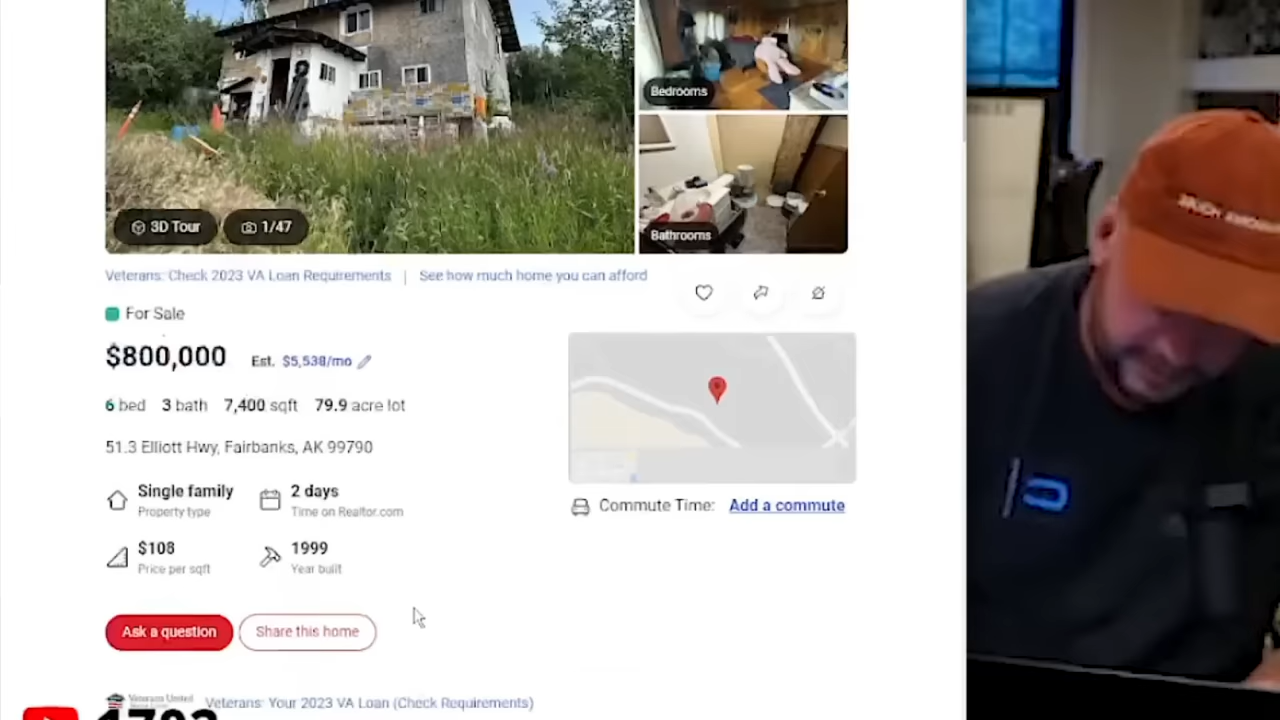 Bedrooms
3D Tour
1/47
Bathrooms
Veterans: Check 2023 VA Loan Requirements | See how much home you can afford
For Sale
$800,000 Est. $5,538/mo
6 bed 3 bath 7,400 sqft 79.9 acre lot
51.3 Elliott Hwy, Fairbanks, AK 99790
Single family
Property type
2 days
Time on Realtor.com
Commute Time: Add a commute
$108
Price per sqft
1999
Year built
Ask a question
Share this home
Veterans United
Veterans: Your 2023 VA Loan (Check Requirements)